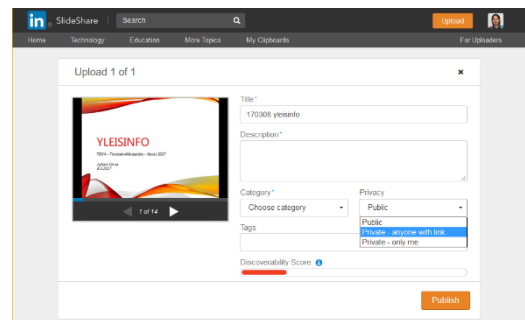 in SlideShare Search Upload
Home Technology Education More Topics My Clipboards For Uploaders
Upload 1 of 1 ×
Title*
170308 yleisinfo
Description*
YLEISINFO
Category* Privacy
Choose category Public
Public
Private - anyone with link
Private - only me
Tags
1 of 14
Discoverability Score
Publish